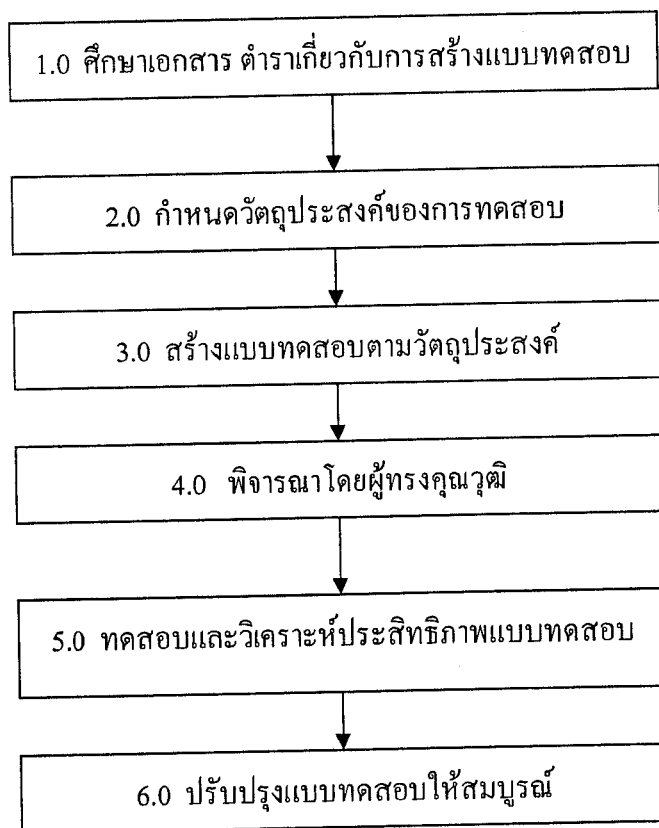 1.0 ศึกษาเอกสาร ตำราเกี่ยวกับการสร้างแบบทดสอบ
2.0 กำหนดวัตถุประสงค์ของการทดสอบ
3.0 สร้างแบบทดสอบตามวัตถุประสงค์
4.0 พิจารณาโดยผู้ทรงคุณวุฒิ
5.0 ทดสอบและวิเคราะห์ประสิทธิภาพแบบทดสอบ
6.0 ปรับปรุงแบบทดสอบให้สมบูรณ์